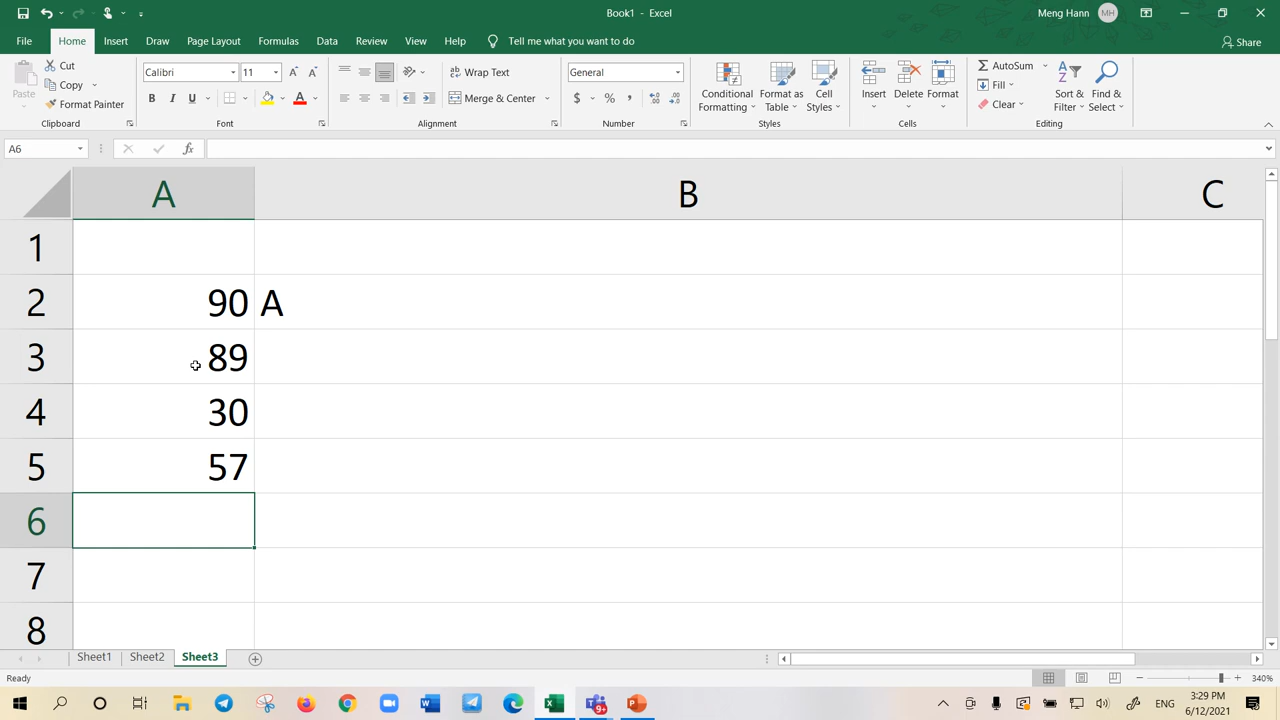 Book1 - Excel
Meng Hann MH
File Home Insert Draw Page Layout Formulas Data Review View Help Tell me what you want to do Share
Paste Cut Copy Format Painter Clipboard
Calibri 11 A A B I U A Font
Wrap Text Merge & Center Alignment
General $ % , Number
Conditional Formatting Format as Table Cell Styles Styles
Insert Delete Format Cells
AutoSum Fill Clear Sort & Filter Find & Select Editing
A6 fx
A B C
1
2 90 A
3 89
4 30
5 57
6
7
8
Sheet1 Sheet2 Sheet3
Ready 340%
9+ ENG 3:29 PM
6/12/2021